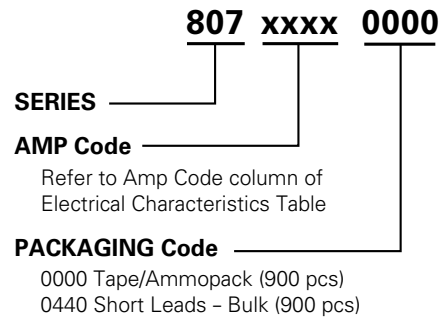 807 xxxx 0000
SERIES
AMP Code
Refer to Amp Code column of
Electrical Characteristics Table
PACKAGING Code
0000 Tape/Ammopack (900 pcs)
0440 Short Leads – Bulk (900 pcs)